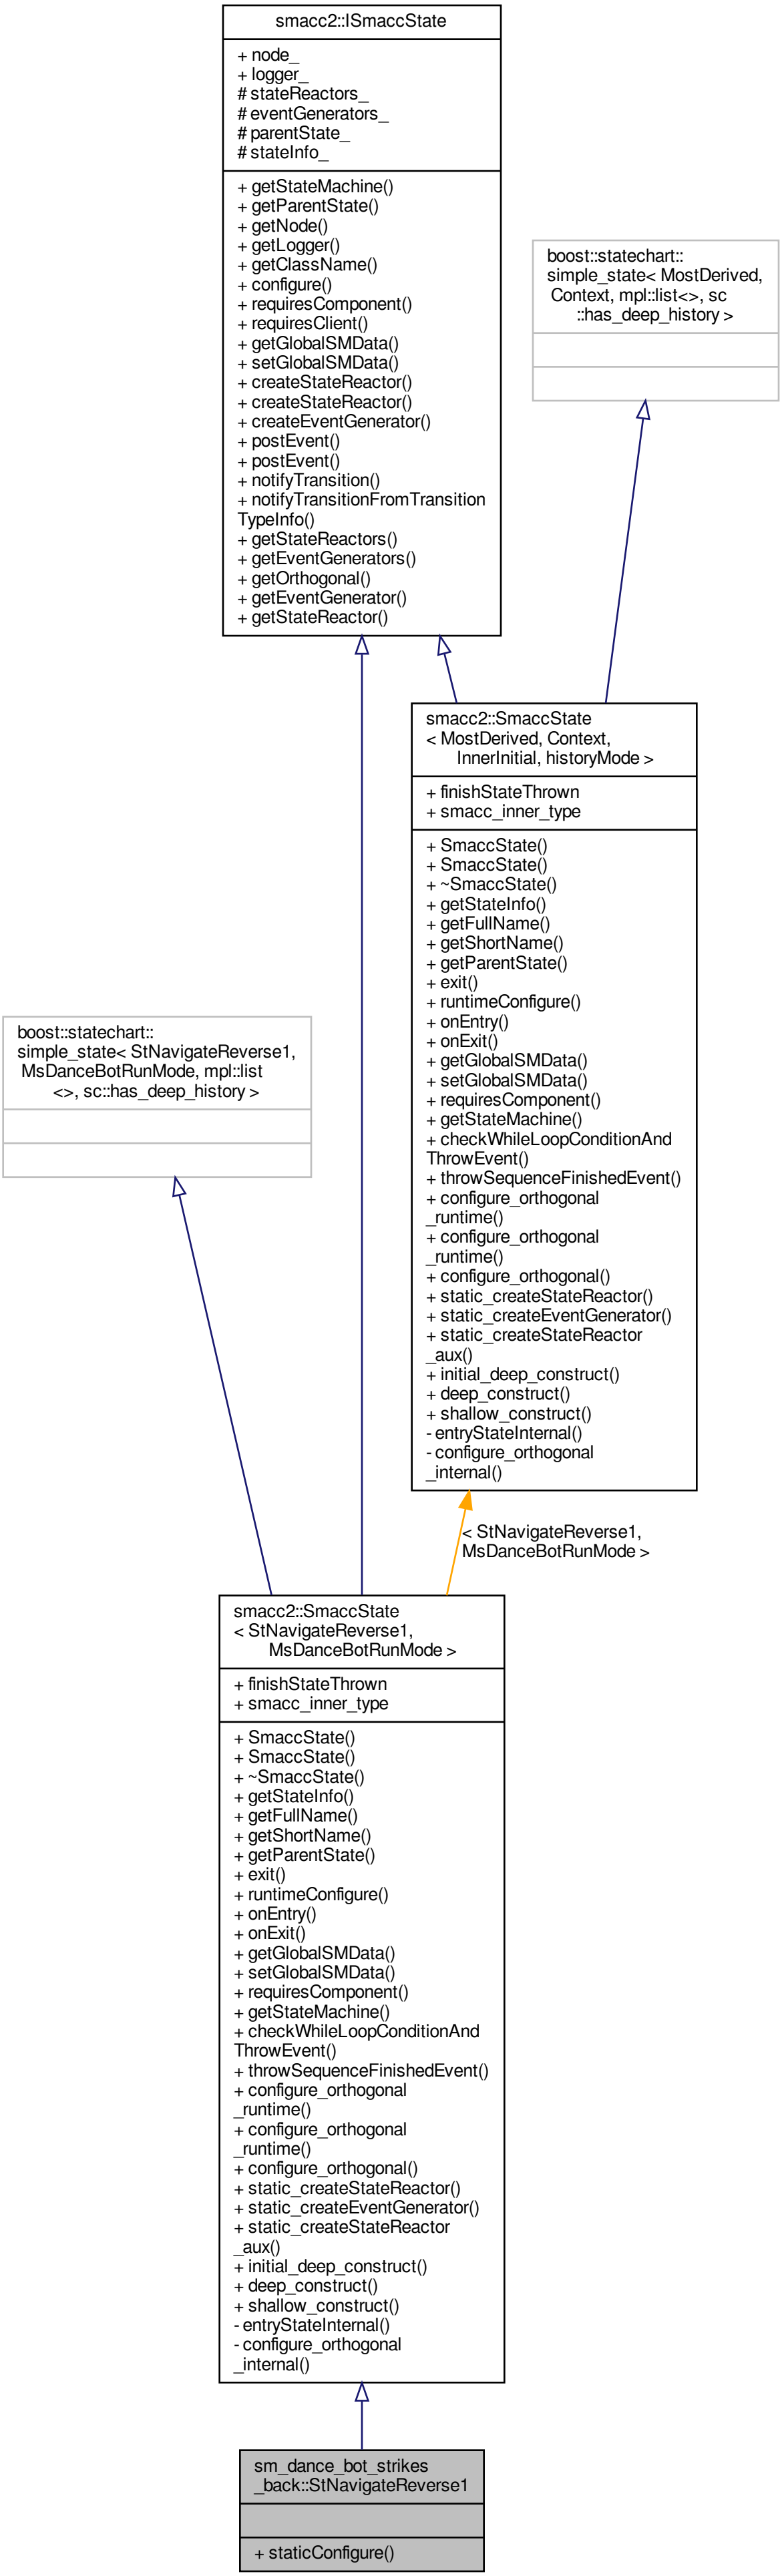 smacc2::ISmaccState
+ node_
+ logger_
# stateReactors_
# eventGenerators_
# parentState_
# stateInfo_
+ getStateMachine()
+ getParentState()
+ getNode()
+ getLogger()
+ getClassName()
+ configure()
+ requiresComponent()
+ requiresClient()
+ getGlobalSMData()
+ setGlobalSMData()
+ createStateReactor()
+ createStateReactor()
+ createEventGenerator()
+ postEvent()
+ postEvent()
+ notifyTransition()
+ notifyTransitionFromTransition
TypeInfo()
+ getStateReactors()
+ getEventGenerators()
+ getOrthogonal()
+ getEventGenerator()
+ getStateReactor()
boost::statechart::
simple_state< MostDerived,
Context, mpl::list<>, sc
::has_deep_history >
smacc2::SmaccState
< MostDerived, Context,
InnerInitial, historyMode >
+ finishStateThrown
+ smacc_inner_type
+ SmaccState()
+ SmaccState()
+ ~SmaccState()
+ getStateInfo()
+ getFullName()
+ getShortName()
+ getParentState()
+ exit()
+ runtimeConfigure()
+ onEntry()
+ onExit()
+ getGlobalSMData()
+ setGlobalSMData()
+ requiresComponent()
+ getStateMachine()
+ checkWhileLoopConditionAnd
ThrowEvent()
+ throwSequenceFinishedEvent()
+ configure_orthogonal
_runtime()
+ configure_orthogonal
_runtime()
+ configure_orthogonal()
+ static_createStateReactor()
+ static_createEventGenerator()
+ static_createStateReactor
_aux()
+ initial_deep_construct()
+ deep_construct()
+ shallow_construct()
- entryStateInternal()
- configure_orthogonal
_internal()
boost::statechart::
simple_state< StNavigateReverse1,
MsDanceBotRunMode, mpl::list
<>, sc::has_deep_history >
< StNavigateReverse1,
MsDanceBotRunMode >
smacc2::SmaccState
< StNavigateReverse1,
MsDanceBotRunMode >
+ finishStateThrown
+ smacc_inner_type
+ SmaccState()
+ SmaccState()
+ ~SmaccState()
+ getStateInfo()
+ getFullName()
+ getShortName()
+ getParentState()
+ exit()
+ runtimeConfigure()
+ onEntry()
+ onExit()
+ getGlobalSMData()
+ setGlobalSMData()
+ requiresComponent()
+ getStateMachine()
+ checkWhileLoopConditionAnd
ThrowEvent()
+ throwSequenceFinishedEvent()
+ configure_orthogonal
_runtime()
+ configure_orthogonal
_runtime()
+ configure_orthogonal()
+ static_createStateReactor()
+ static_createEventGenerator()
+ static_createStateReactor
_aux()
+ initial_deep_construct()
+ deep_construct()
+ shallow_construct()
- entryStateInternal()
- configure_orthogonal
_internal()
sm_dance_bot_strikes
_back::StNavigateReverse1
+ staticConfigure()